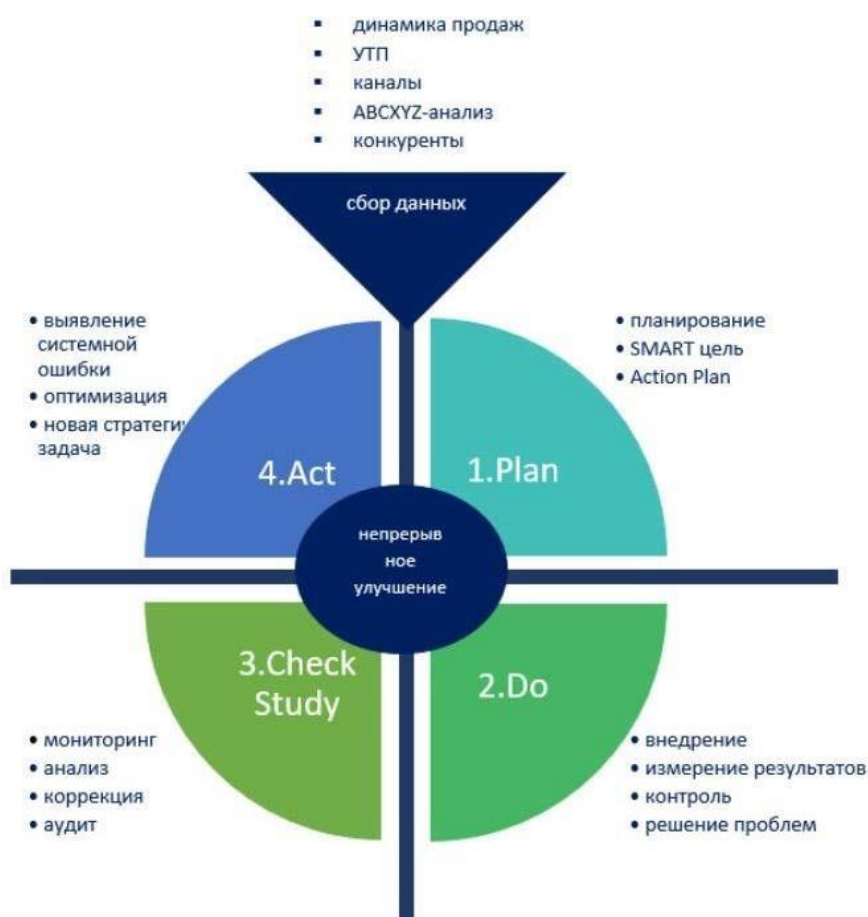 ▪ динамика продаж
▪ УТП
▪ каналы
▪ ABCXYZ-анализ
▪ конкуренты
сбор данных
• выявление
системной
ошибки
• оптимизация
• новая стратеги
задача
• планирование
• SMART цель
• Action Plan
4.Act
1.Plan
непрерыв
ное
улучшение
3.Check
Study
2.Do
• мониторинг
• анализ
• коррекция
• аудит
• внедрение
• измерение результатов
• контроль
• решение проблем